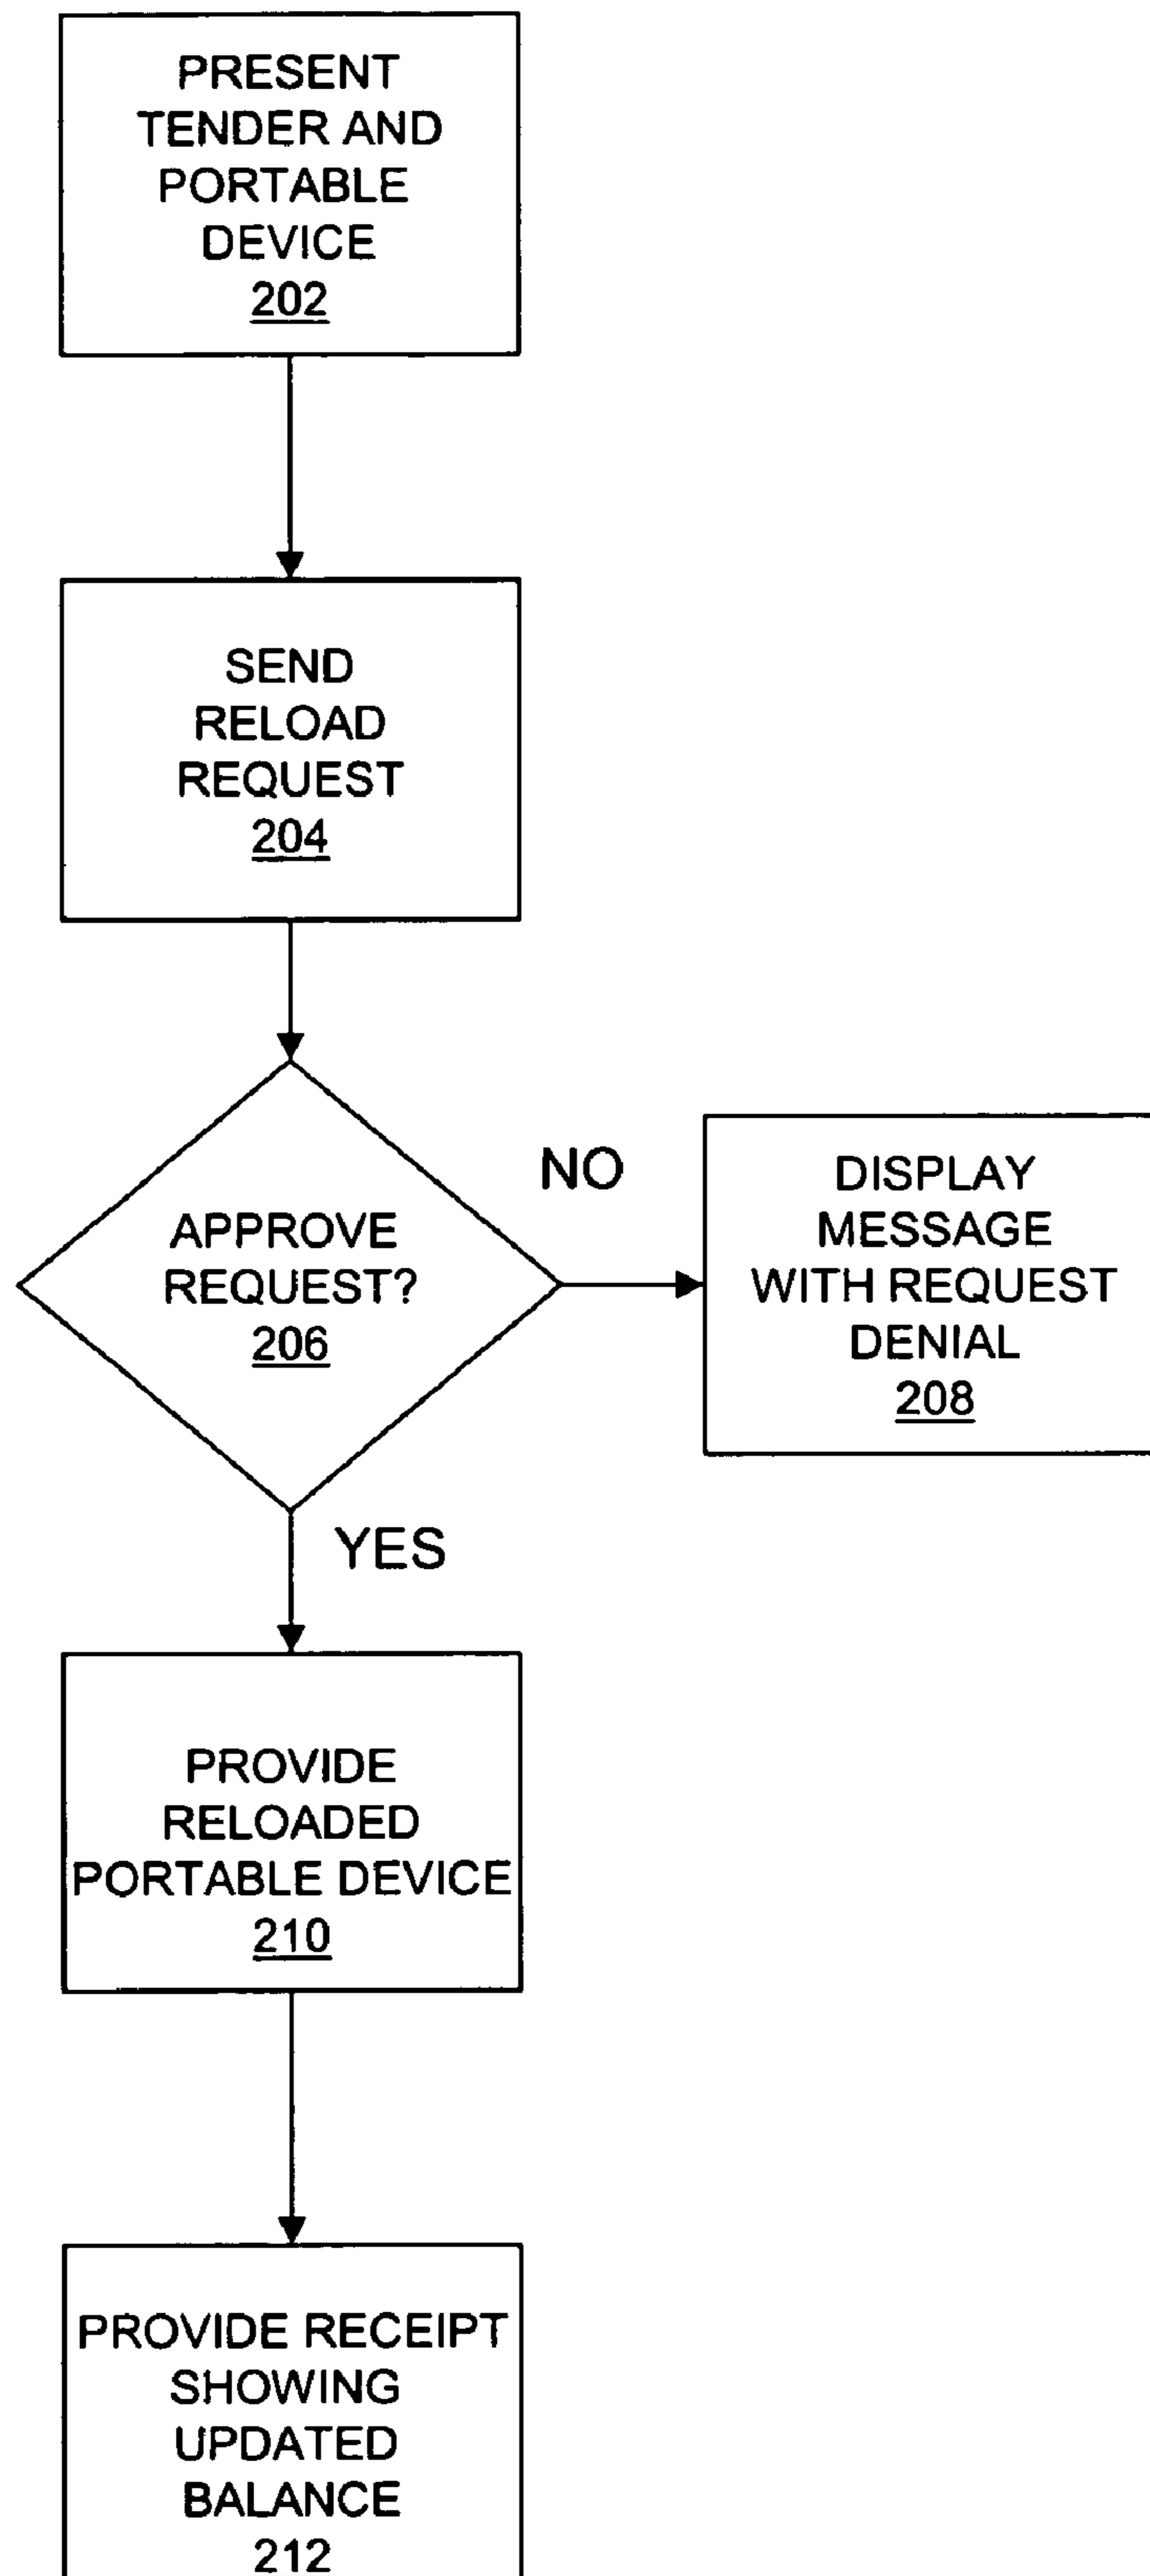 PRESENT
TENDER AND
PORTABLE
DEVICE
202
SEND
RELOAD
REQUEST
204
APPROVE
REQUEST?
206
NO
DISPLAY
MESSAGE
WITH REQUEST
DENIAL
208
YES
PROVIDE
RELOADED
PORTABLE DEVICE
210
PROVIDE RECEIPT
SHOWING
UPDATED
BALANCE
212